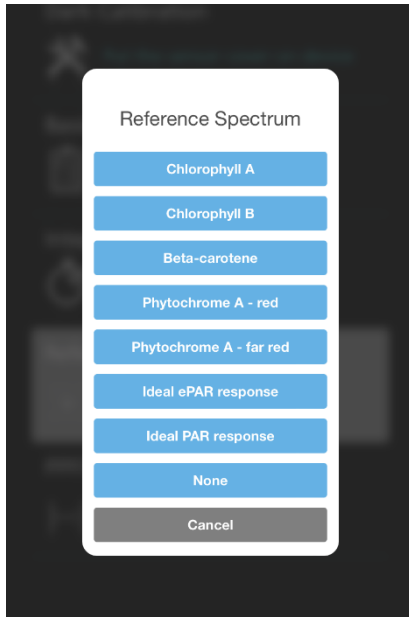 Reference Spectrum
Chlorophyll A
Chlorophyll B
Beta-carotene
Phytochrome A - red
Phytochrome A - far red
Ideal ePAR response
Ideal PAR response
None
Cancel